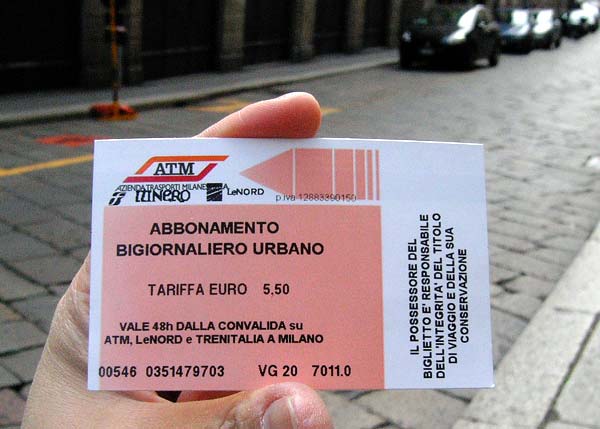 ATM
AZIENDA TRASPORTI MILANESI
itinero
LeNORD
p.iva 12883390150
ABBONAMENTO
BIGIORNALIERO URBANO
TARIFFA EURO 5,50
VALE 48h DALLA CONVALIDA su
ATM, LeNORD e TRENITALIA A MILANO
00546 0351479703 VG 20 7011.0
IL POSSESSORE DEL
BIGLIETTO E' RESPONSABILE
DELL'INTEGRITA' DEL TITOLO
DI VIAGGIO E DELLA SUA
CONSERVAZIONE